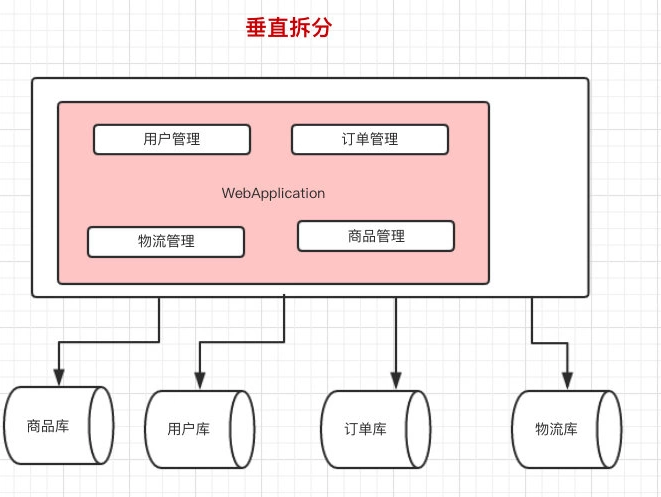 垂直拆分
用户管理
订单管理
WebApplication
物流管理
商品管理
商品库
用户库
订单库
物流库